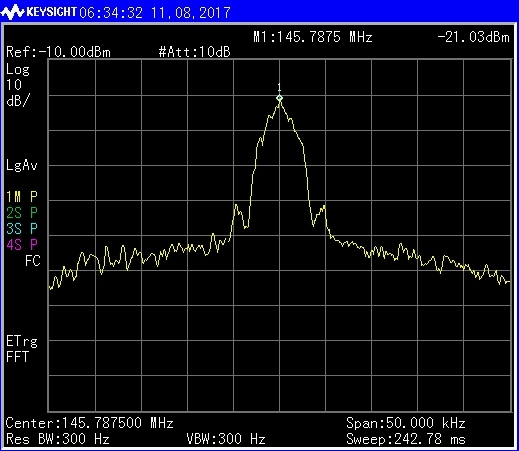 KEYSIGHT 06:34:32 11,08,2017
M1:145.7875 MHz -21.03dBm
Ref:-10.00dBm #Att:10dB
Log
10
dB/
1
LgAv
1M P
2S P
3S P
4S P
FC
ETrg
FFT
Center:145.787500 MHz Span:50.000 kHz
Res BW:300 Hz VBW:300 Hz Sweep:242.78 ms